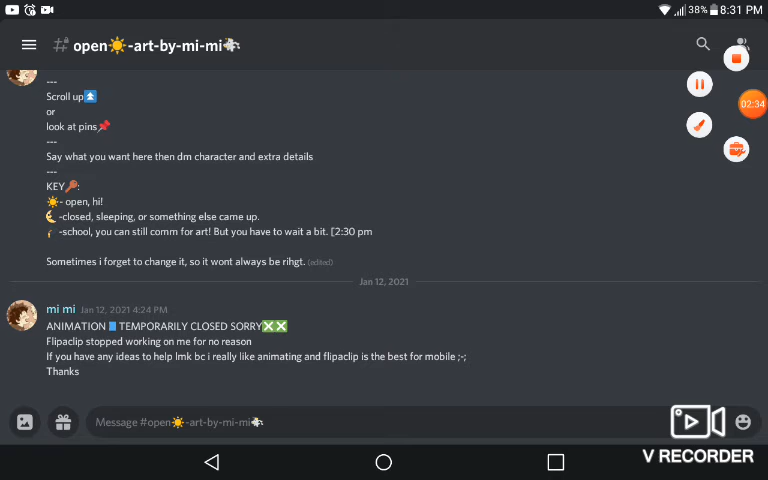 38% 8:31 PM
# open☀️-art-by-mi-mi🐩
---
Scroll up⏫
or
look at pins📌
---
Say what you want here then dm character and extra details
---
KEY🔑:
☀️- open, hi!
🌜-closed, sleeping, or something else came up.
-school, you can still comm for art! But you have to wait a bit. [2:30 pm
Sometimes i forget to change it, so it wont always be rihgt. (edited)
Jan 12, 2021
mi mi Jan 12, 2021 4:24 PM
ANIMATION📘TEMPORARILY CLOSED SORRY❎❎
Flipaclip stopped working on me for no reason
If you have any ideas to help lmk bc i really like animating and flipaclip is the best for mobile ;-;
Thanks
Message #open☀️-art-by-mi-mi🐩
02:34
V RECORDER